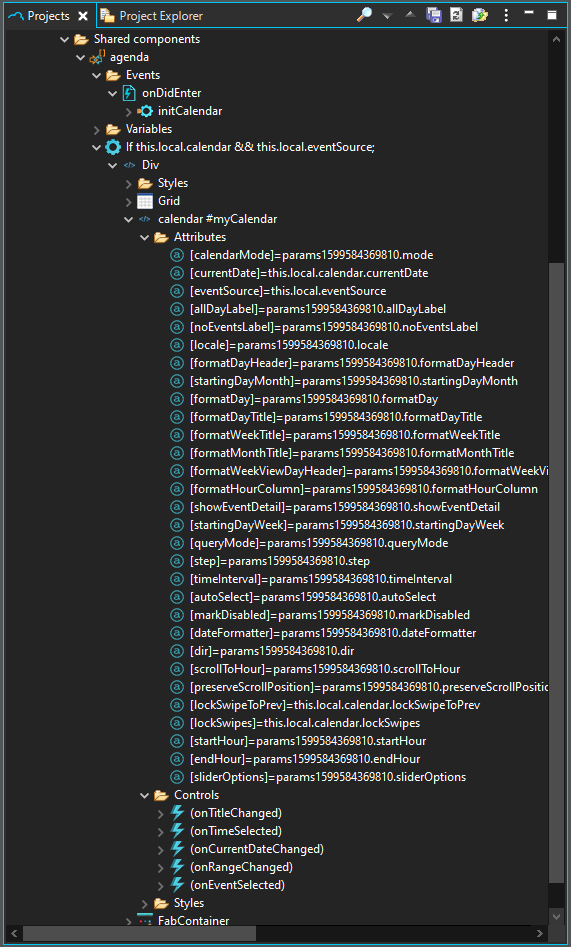 Projects
Project Explorer
Shared components
agenda
Events
onDidEnter
initCalendar
Variables
If this.local.calendar && this.local.eventSource;
Div
Styles
Grid
calendar #myCalendar
Attributes
[calendarMode]=params1599584369810.mode
[currentDate]=this.local.calendar.currentDate
[eventSource]=this.local.eventSource
[allDayLabel]=params1599584369810.allDayLabel
[noEventsLabel]=params1599584369810.noEventsLabel
[locale]=params1599584369810.locale
[formatDayHeader]=params1599584369810.formatDayHeader
[startingDayMonth]=params1599584369810.startingDayMonth
[formatDay]=params1599584369810.formatDay
[formatDayTitle]=params1599584369810.formatDayTitle
[formatWeekTitle]=params1599584369810.formatWeekTitle
[formatMonthTitle]=params1599584369810.formatMonthTitle
[formatWeekViewDayHeader]=params1599584369810.formatWeekVi
[formatHourColumn]=params1599584369810.formatHourColumn
[showEventDetail]=params1599584369810.showEventDetail
[startingDayWeek]=params1599584369810.startingDayWeek
[queryMode]=params1599584369810.queryMode
[step]=params1599584369810.step
[timeInterval]=params1599584369810.timeInterval
[autoSelect]=params1599584369810.autoSelect
[markDisabled]=params1599584369810.markDisabled
[dateFormatter]=params1599584369810.dateFormatter
[dir]=params1599584369810.dir
[scrollToHour]=params1599584369810.scrollToHour
[preserveScrollPosition]=params1599584369810.preserveScrollPositio
[lockSwipeToPrev]=this.local.calendar.lockSwipeToPrev
[lockSwipes]=this.local.calendar.lockSwipes
[startHour]=params1599584369810.startHour
[endHour]=params1599584369810.endHour
[sliderOptions]=params1599584369810.sliderOptions
Controls
(onTitleChanged)
(onTimeSelected)
(onCurrentDateChanged)
(onRangeChanged)
(onEventSelected)
Styles
FabContainer